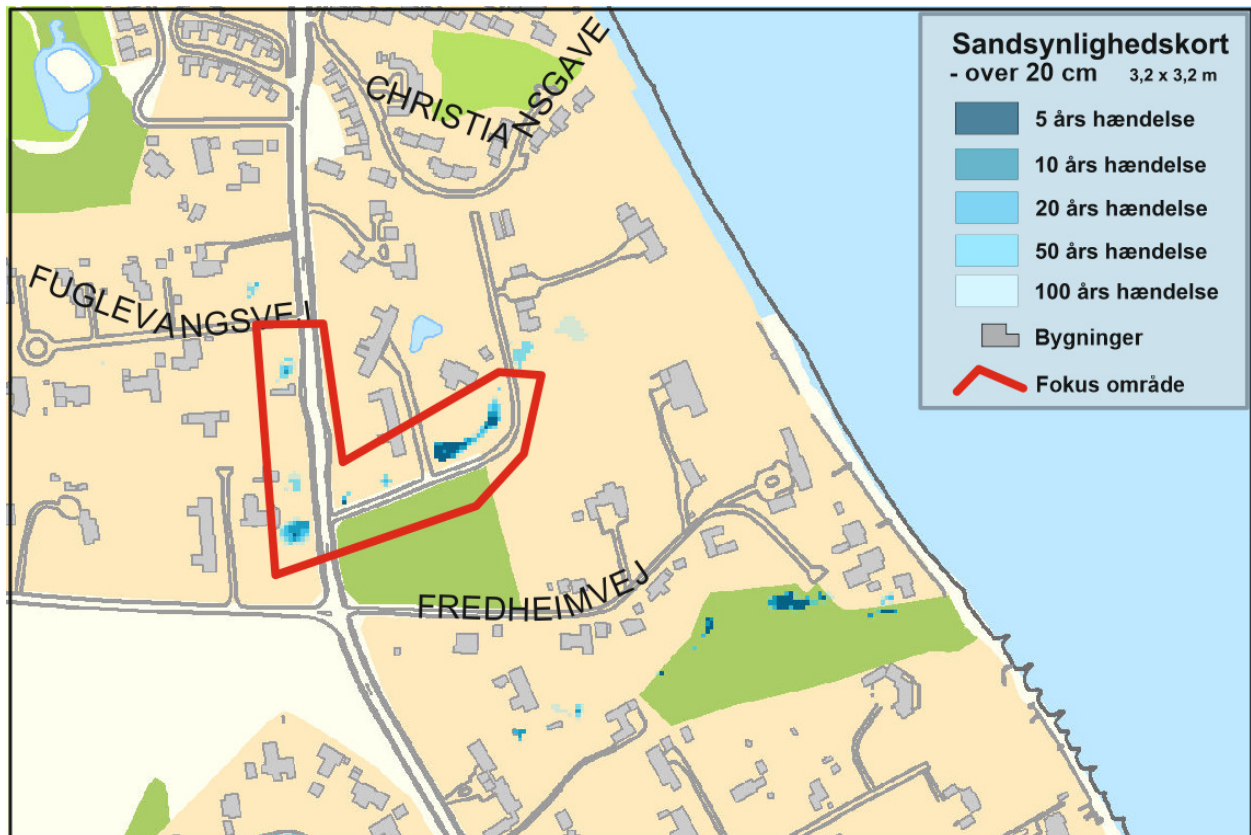 Sandsynlighedskort
- over 20 cm 3,2 x 3,2 m
5 års hændelse
10 års hændelse
20 års hændelse
50 års hændelse
100 års hændelse
Bygninger
Fokus område
CHRISTIANSGAVE
FUGLEVANGSVEJ
FREDHEIMVEJ